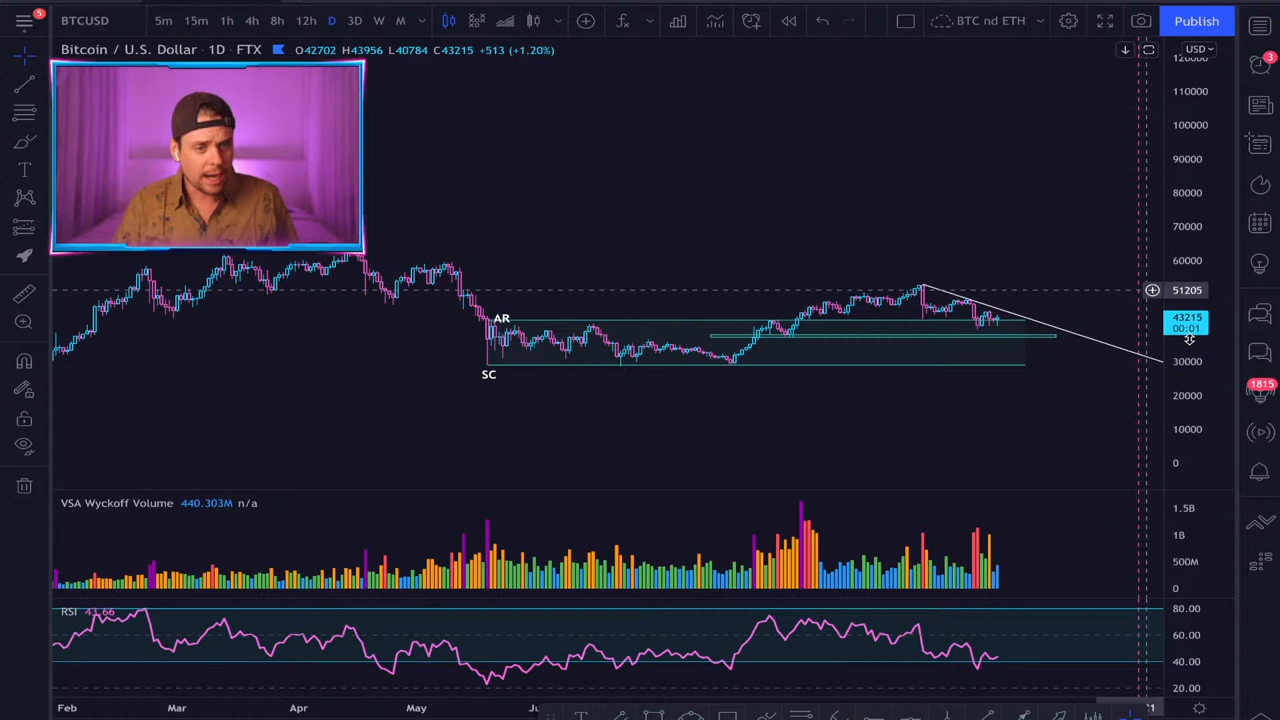 5
BTCUSD 5m 15m 1h 4h 8h 12h D 3D W M BTC nd ETH Publish
Bitcoin / U.S. Dollar · 1D · FTX O42702 H43956 L40784 C43215 +513 (+1.20%) USD
3
120000
110000
100000
90000
80000
70000
60000
51205
AR
43215
00:01
30000
SC
20000
1815
10000
0
VSA Wyckoff Volume 440.303M n/a
1.5B
1B
500M
0
RSI 43.66
80.00
60.00
40.00
20.00
Feb Mar Apr May